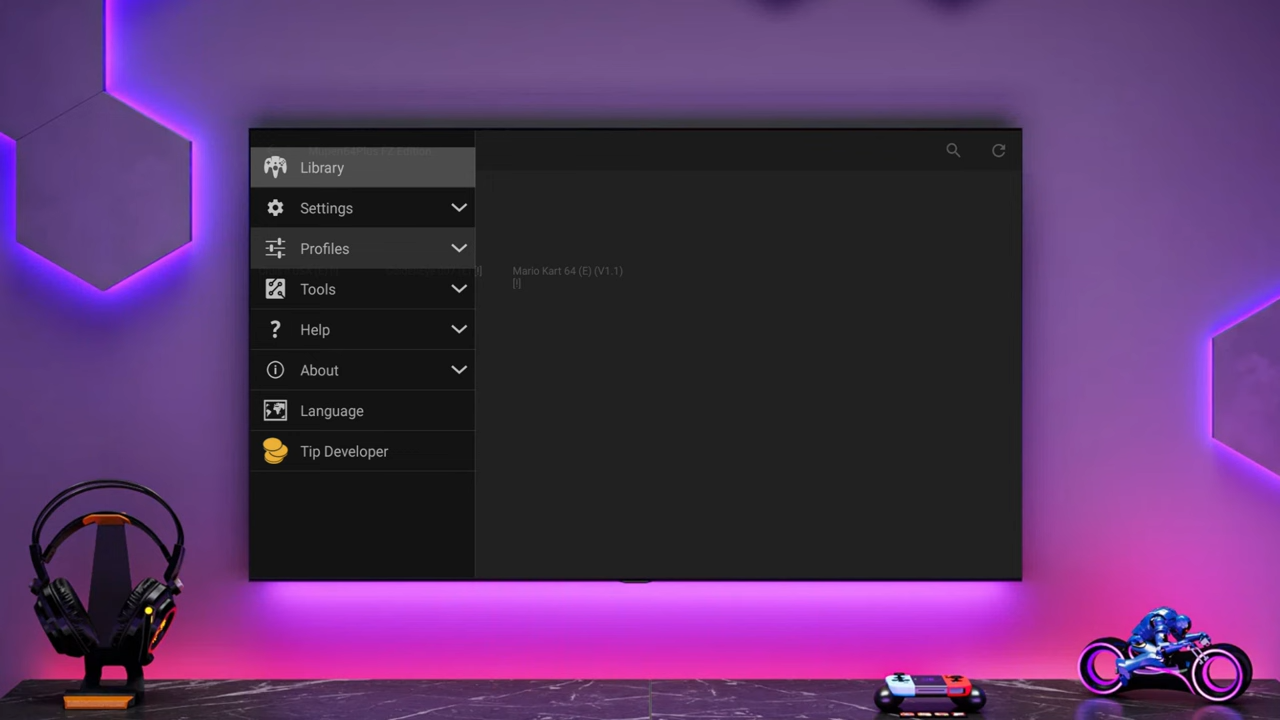 Library
Settings
Profiles
Mario Kart 64 (E) (V1.1)
[!]
Tools
Help
About
Language
Tip Developer